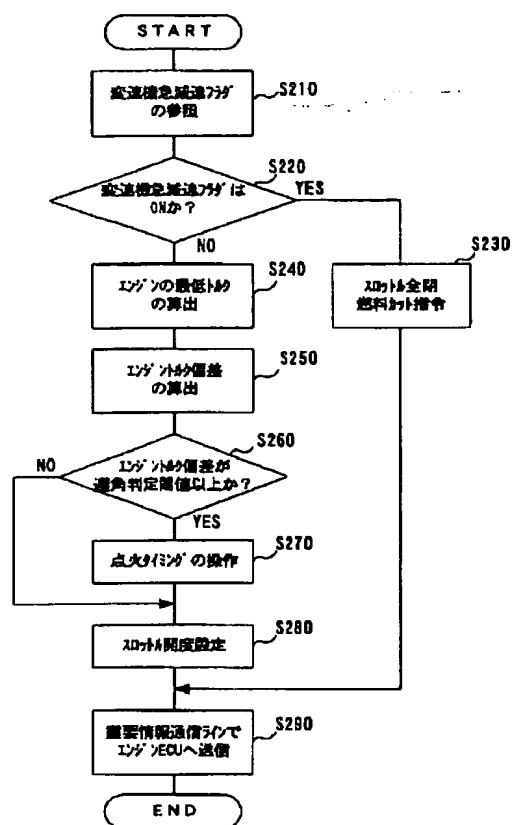 START
変速機急減速フラグ
の参照
S210
変速機急減速フラグは
ONか?
S220
YES
NO
スロットル全閉
燃料カット指令
S230
エンジンの最低トルク
の算出
S240
エンジントルク偏差
の算出
S250
エンジントルク偏差が
遅角判定閾値以上か?
S260
NO
YES
点火タイミングの操作
S270
スロットル開度設定
S280
重要情報通信ラインで
エンジンECUへ送信
S290
END